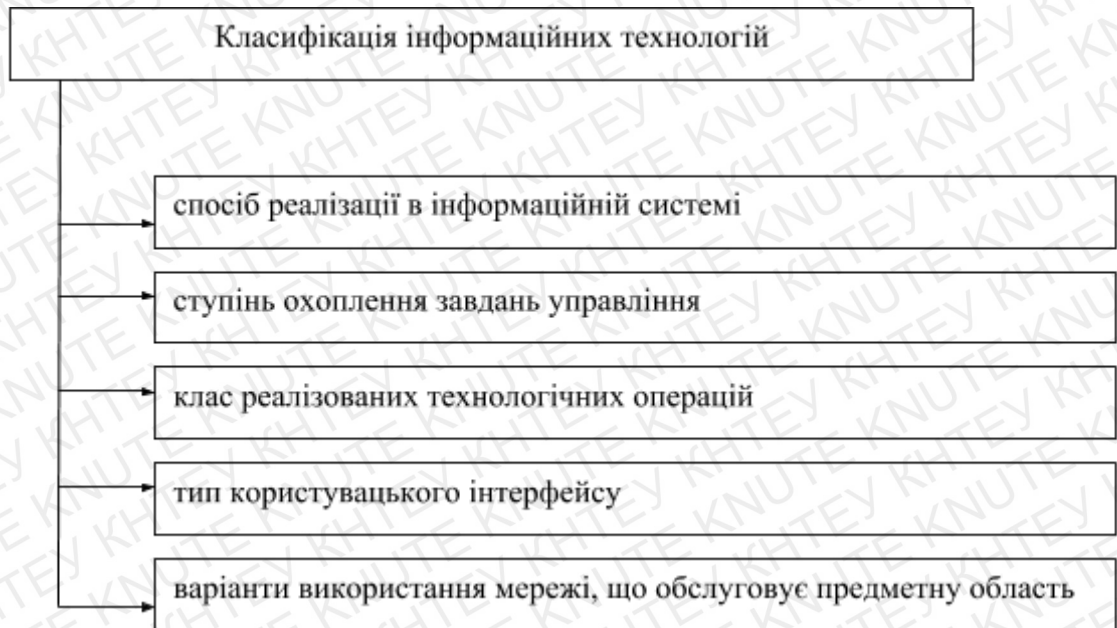 Класифікація інформаційних технологій
спосіб реалізації в інформаційній системі
ступінь охоплення завдань управління
клас реалізованих технологічних операцій
тип користувацького інтерфейсу
варіанти використання мережі, що обслуговує предметну область